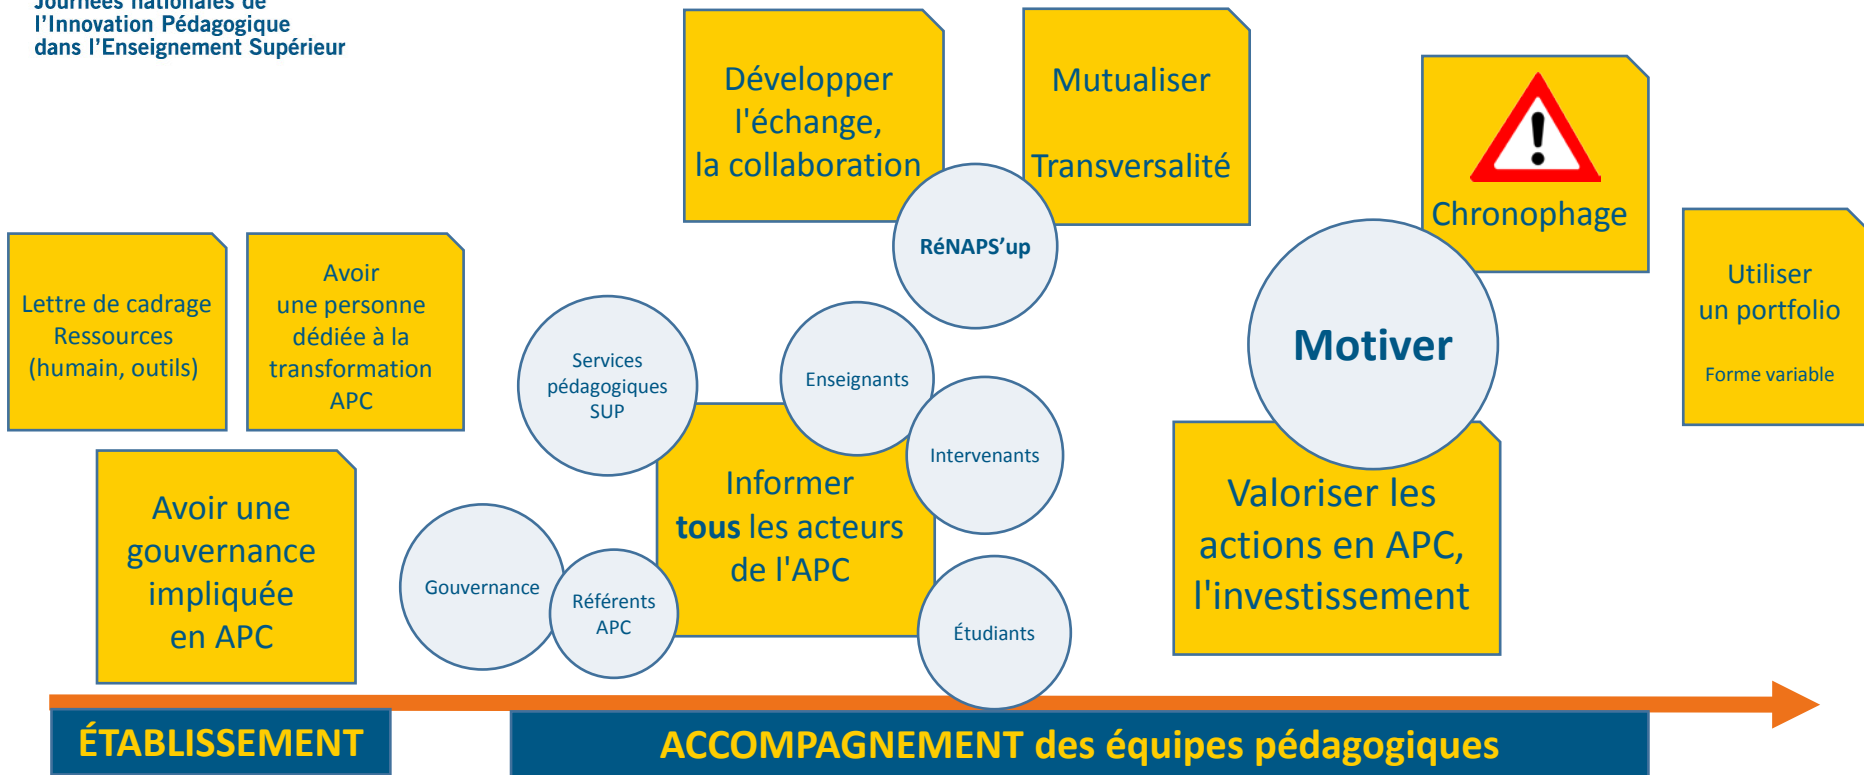 Journées nationales de
l'Innovation Pédagogique
dans l'Enseignement Supérieur
Développer
l'échange,
la collaboration
Mutualiser
Transversalité
Chronophage
RéNAPS'up
Motiver
Utiliser
un portfolio
Forme variable
Lettre de cadrage
Ressources
(humain, outils)
Avoir
une personne
dédiée à la
transformation
APC
Services
pédagogiques
SUP
Enseignants
Intervenants
Avoir une
gouvernance
impliquée
en APC
Gouvernance
Référents
APC
Informer
tous les acteurs
de l'APC
Étudiants
Valoriser les
actions en APC,
l'investissement
ÉTABLISSEMENT
ACCOMPAGNEMENT des équipes pédagogiques